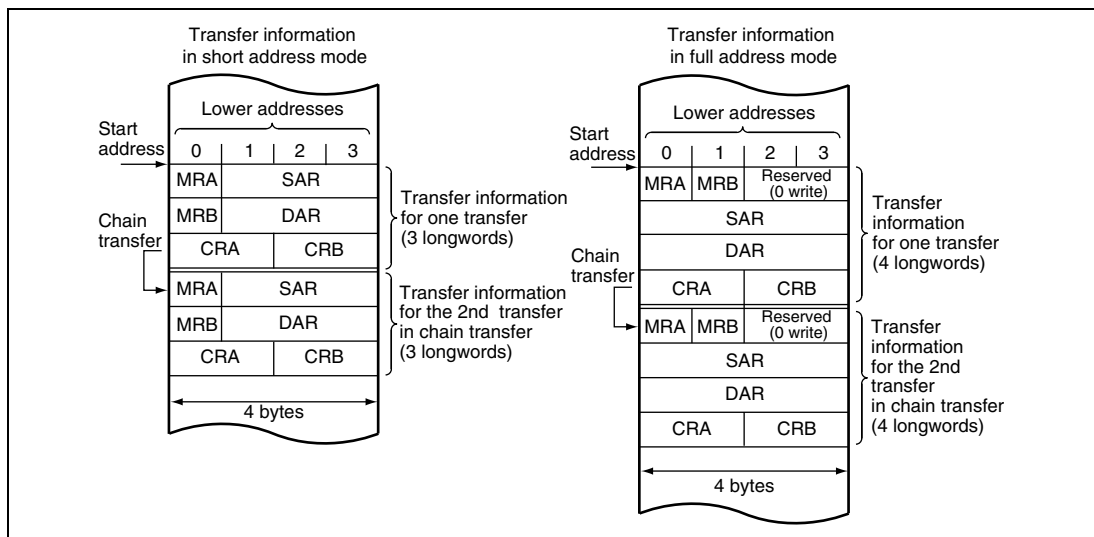 Transfer information
in short address mode
Lower addresses
Start
address
0 1 2 3
MRA SAR
MRB DAR
CRA CRB
Transfer information
for one transfer
(3 longwords)
Chain
transfer
MRA SAR
MRB DAR
CRA CRB
Transfer information
for the 2nd transfer
in chain transfer
(3 longwords)
4 bytes
Transfer information
in full address mode
Lower addresses
Start
address
0 1 2 3
MRA MRB Reserved
(0 write)
SAR
DAR
CRA CRB
Transfer
information
for one transfer
(4 longwords)
Chain
transfer
MRA MRB Reserved
(0 write)
SAR
DAR
CRA CRB
Transfer
information
for the 2nd
transfer
in chain transfer
(4 longwords)
4 bytes